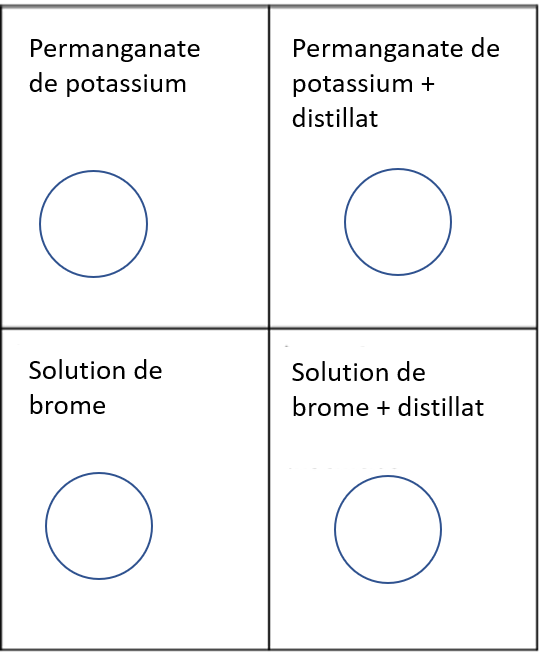 Permanganate
de potassium
Permanganate de
potassium +
distillat
Solution de
brome
Solution de
brome + distillat